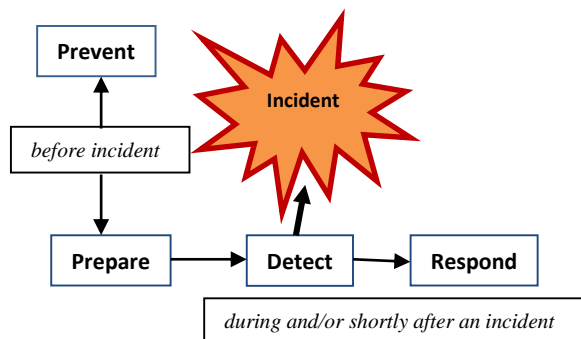 Prevent
Incident
before incident
Prepare
Detect
Respond
during and/or shortly after an incident